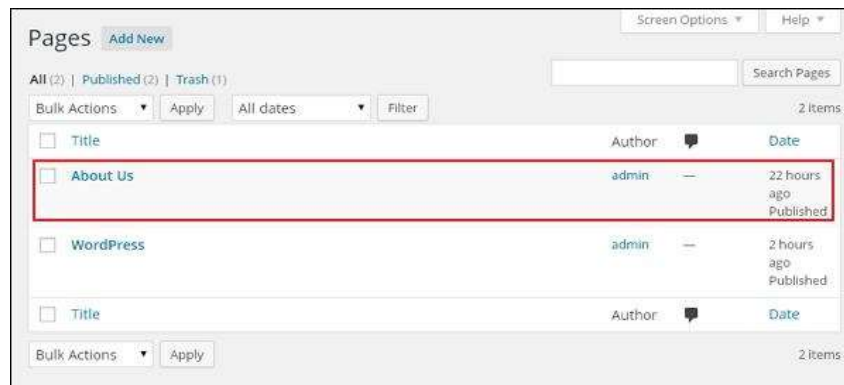 Screen Options ▼ Help ▼
Pages Add New
All (2) | Published (2) | Trash (1)
Search Pages
Bulk Actions ▼ Apply All dates ▼ Filter 2 items
Title Author Date
About Us admin — 22 hours
ago
Published
WordPress admin — 2 hours
ago
Published
Title Author Date
Bulk Actions ▼ Apply 2 items